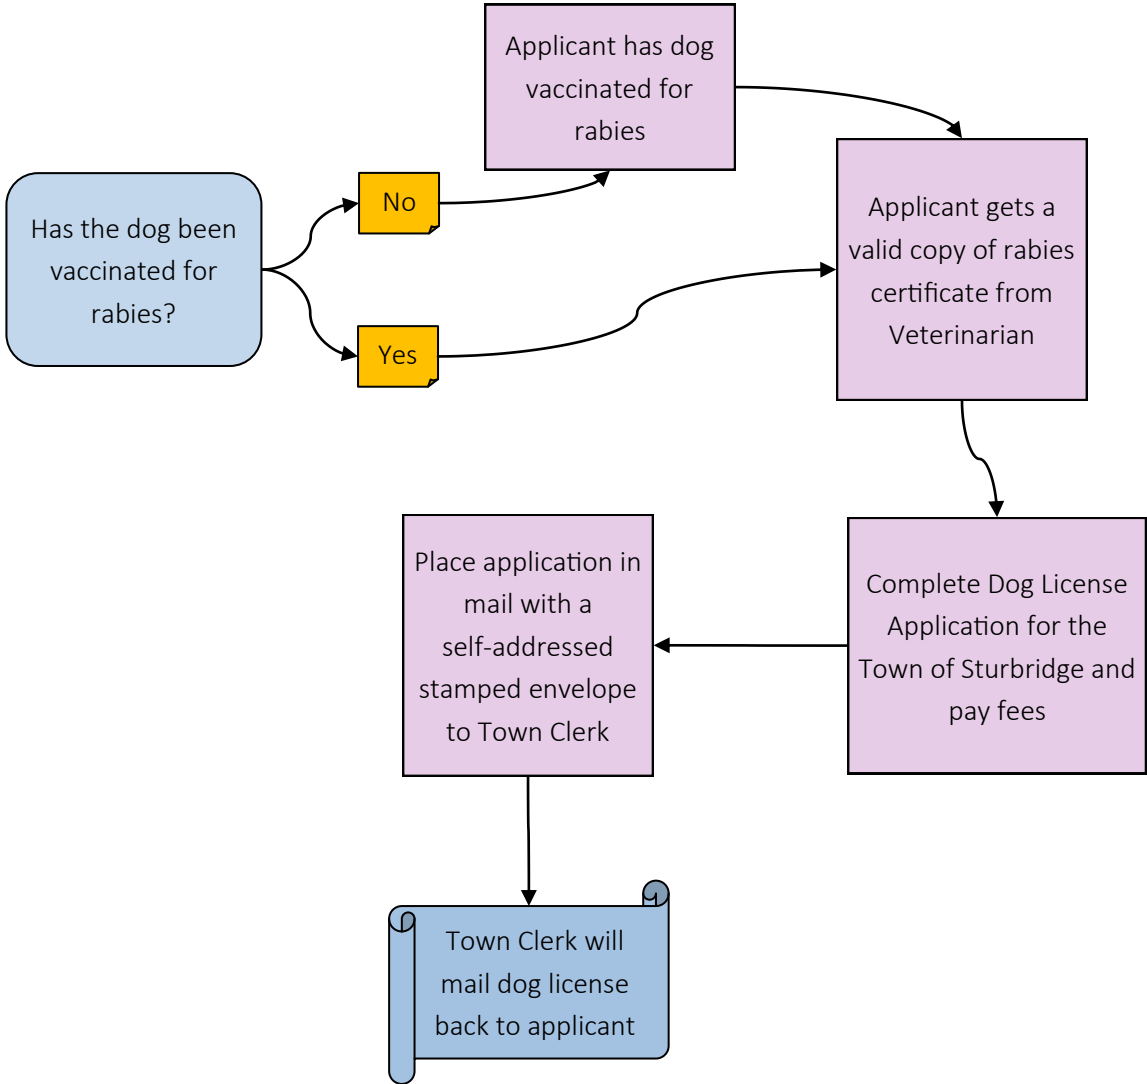 Applicant has dog
vaccinated for
rabies
Has the dog been
vaccinated for
rabies?
No
Yes
Applicant gets a
valid copy of rabies
certificate from
Veterinarian
Complete Dog License
Application for the
Town of Sturbridge and
pay fees
Place application in
mail with a
self-addressed
stamped envelope
to Town Clerk
Town Clerk will
mail dog license
back to applicant